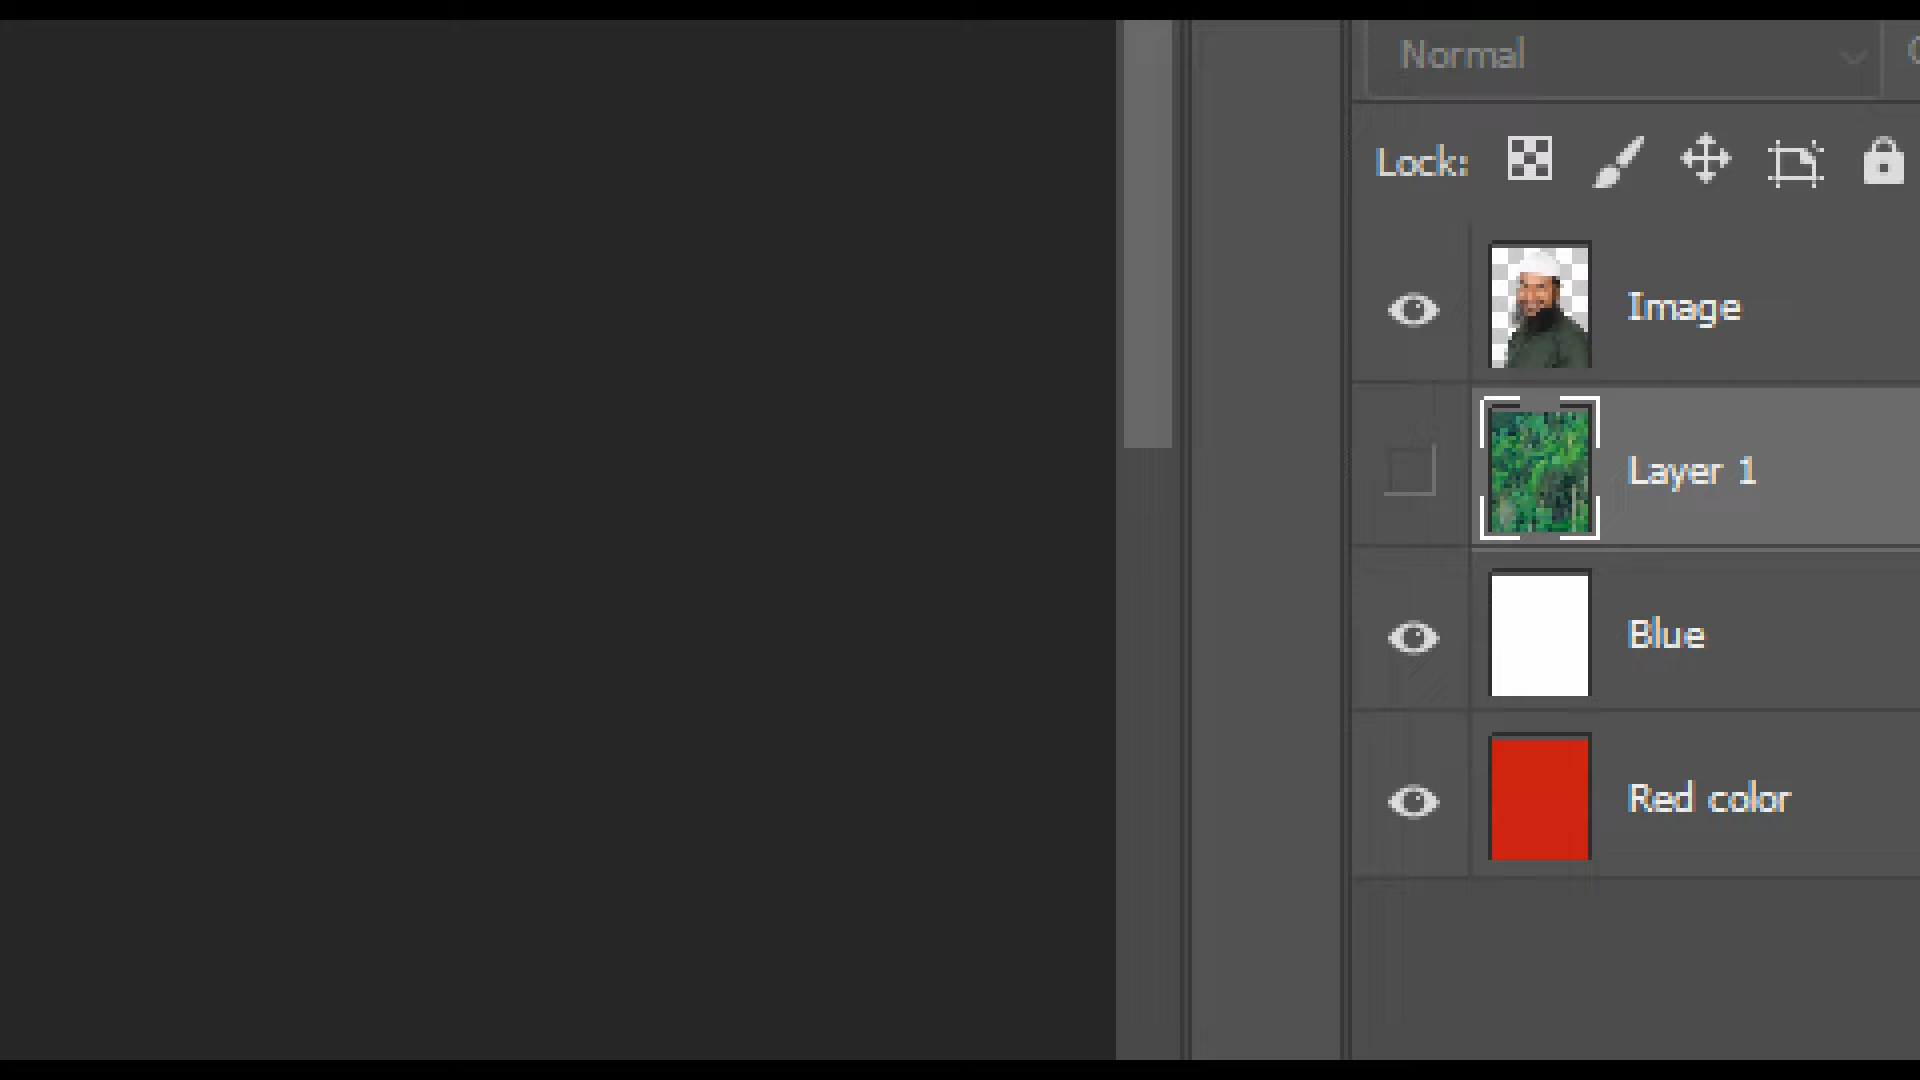 Normal
Lock:
Image
Layer 1
Blue
Red color